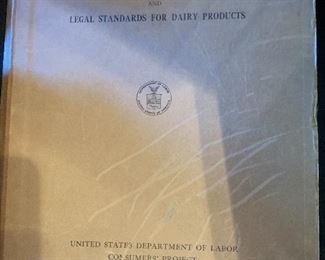 AND
LEGAL STANDARDS FOR DAIRY PRODUCTS
UNITED STATES DEPARTMENT OF LABOR
CONSUMERS' PROJECT